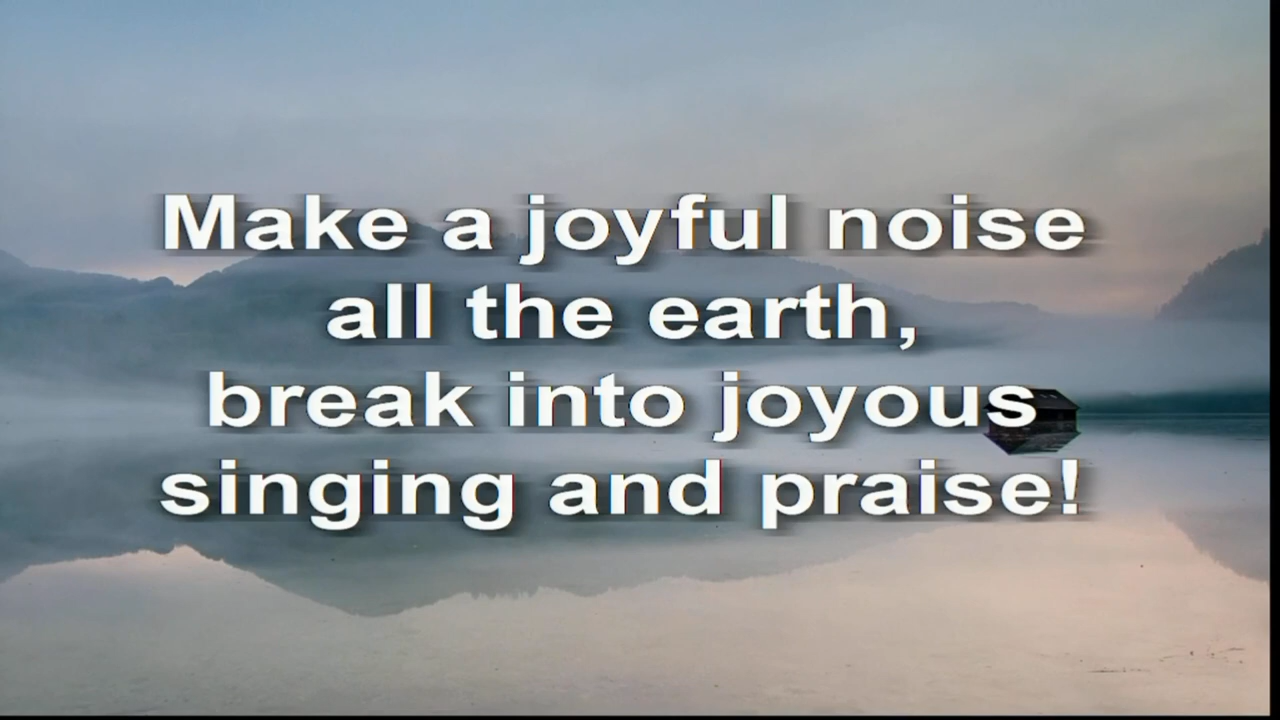 Make a joyful noise
all the earth,
break into joyous
singing and praise!